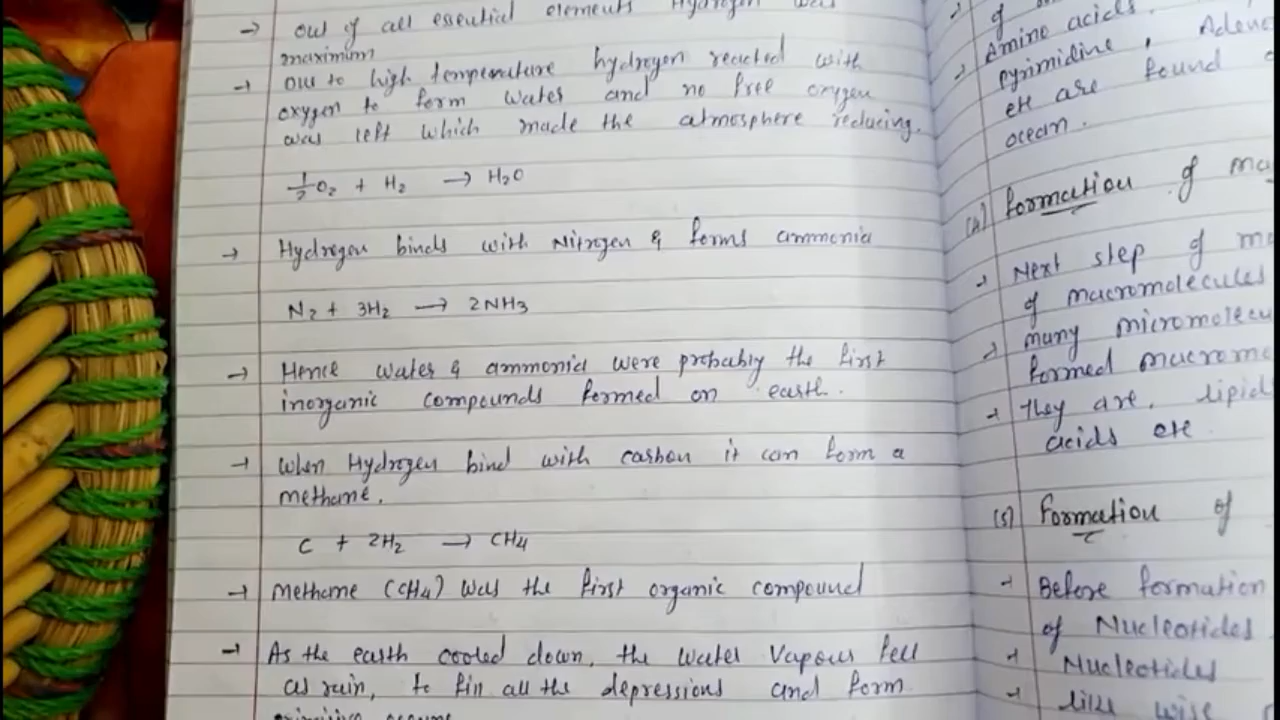 → out of all essential elements Hydrogen was
maximum
→ Due to high temperature hydrogen reacted with
oxygen to form water and no free oxygen
was left which made the atmosphere reducing.
½O₂ + H₂ → H₂O
→ Hydrogen binds with Nitrogen & forms ammonia
N₂ + 3H₂ → 2NH₃
→ Hence water & ammonia were probably the first
inorganic compounds formed on earth.
→ When Hydrogen bind with carbon it can form a
methane.
C + 2H₂ → CH₄
→ Methane (CH₄) was the first organic compound
→ As the earth cooled down, the water vapour fell
as rain, to fill all the depressions and form
of
Amino acids.
→ pyrimidine,
etc are found
ocean.
(4) Formation of
→ Next step of
of macromolecules
→ many
formed
→ They are,
acids etc
(5) Formation of
→ Before formation
of Nucleotides
→ Nucleotides
→ like wise